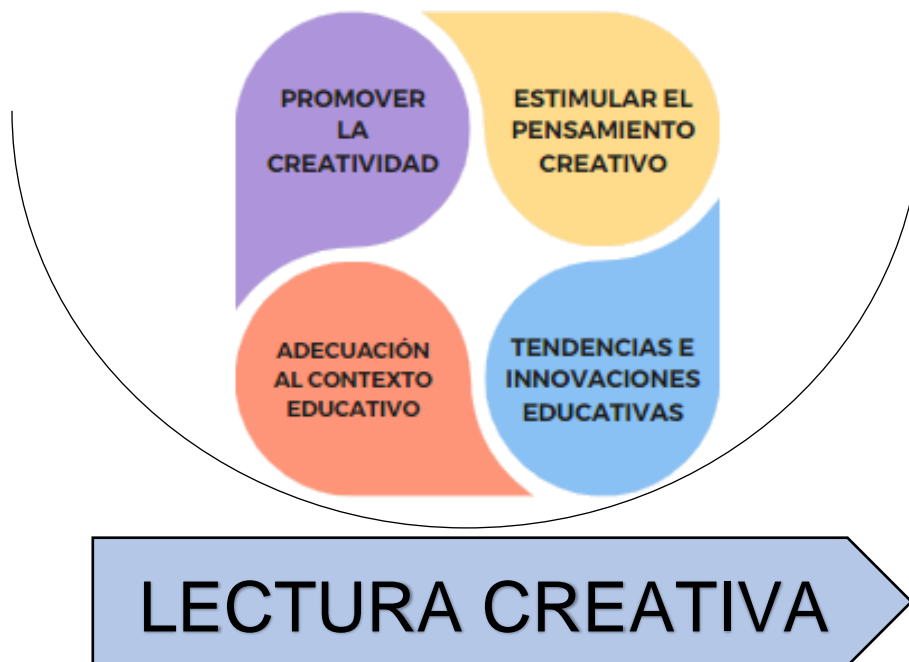 PROMOVER
LA
CREATIVIDAD
ESTIMULAR EL
PENSAMIENTO
CREATIVO
ADECUACIÓN
AL CONTEXTO
EDUCATIVO
TENDENCIAS E
INNOVACIONES
EDUCATIVAS
LECTURA CREATIVA